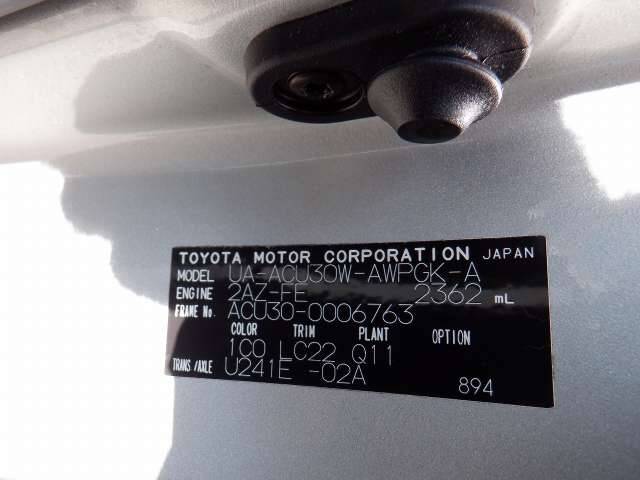 TOYOTA MOTOR CORPORATION JAPAN
MODEL UA-ACU30W-AWPGK-A
ENGINE 2AZ-FE 2362 mL
FRAME No. ACU30-0006763
COLOR TRIM PLANT OPTION
1C0 LC22 Q11
TRANS/AXLE U241E -02A
894